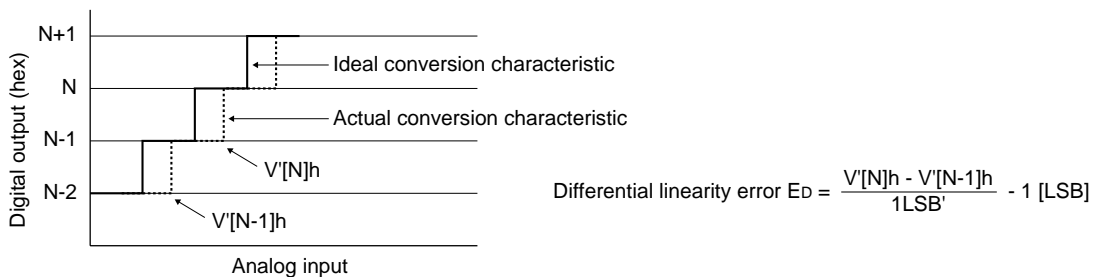 Digital output (hex)
N+1
N
N-1
N-2
Ideal conversion characteristic
Actual conversion characteristic
V'[N]h
V'[N-1]h
Analog input
Differential linearity error ED = V'[N]h - V'[N-1]h / 1LSB' - 1 [LSB]